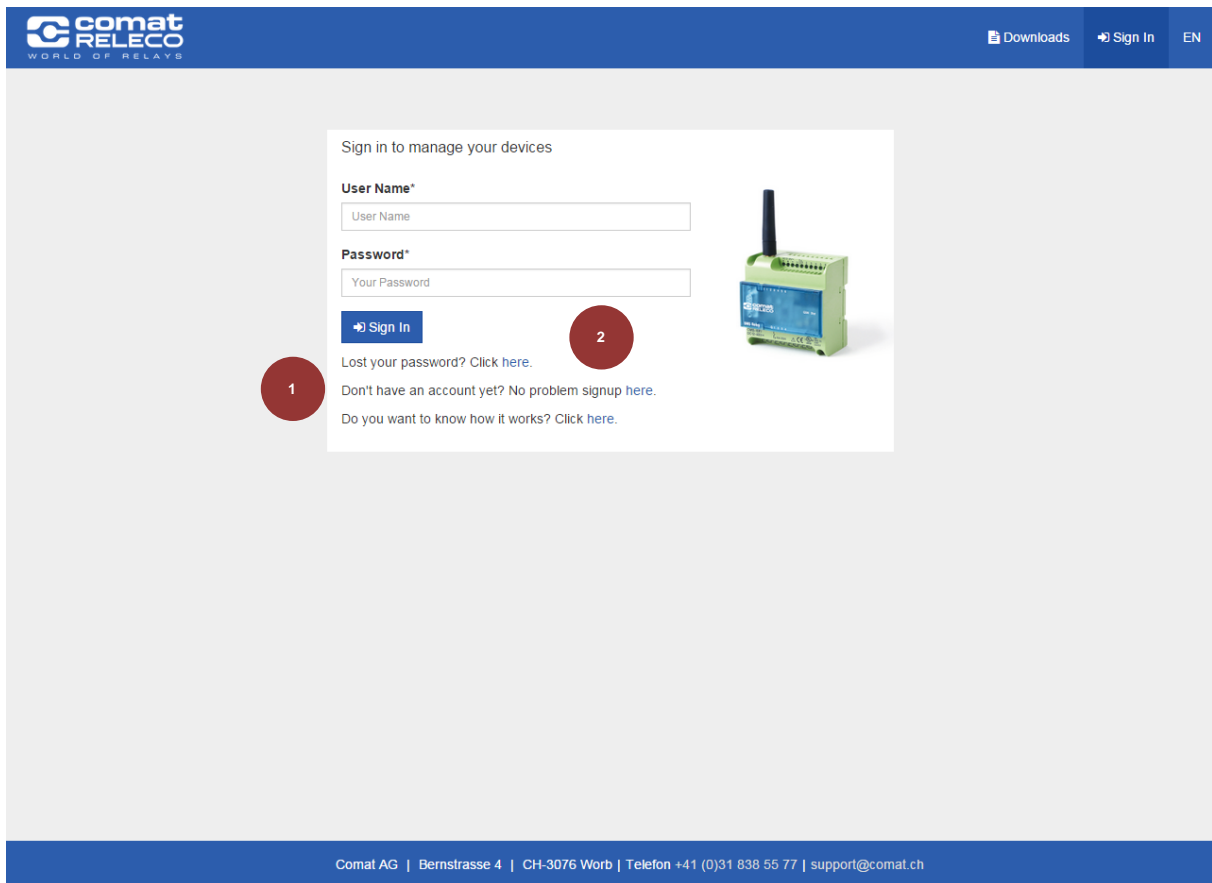 comat
RELECO
WORLD OF RELAYS
Downloads
Sign In
EN
Sign in to manage your devices
User Name*
User Name
Password*
Your Password
Sign In
2
Lost your password? Click here.
1
Don't have an account yet? No problem signup here.
Do you want to know how it works? Click here.
comat
RELECO
Comat AG | Bernstrasse 4 | CH-3076 Worb | Telefon +41 (0)31 838 55 77 | support@comat.ch